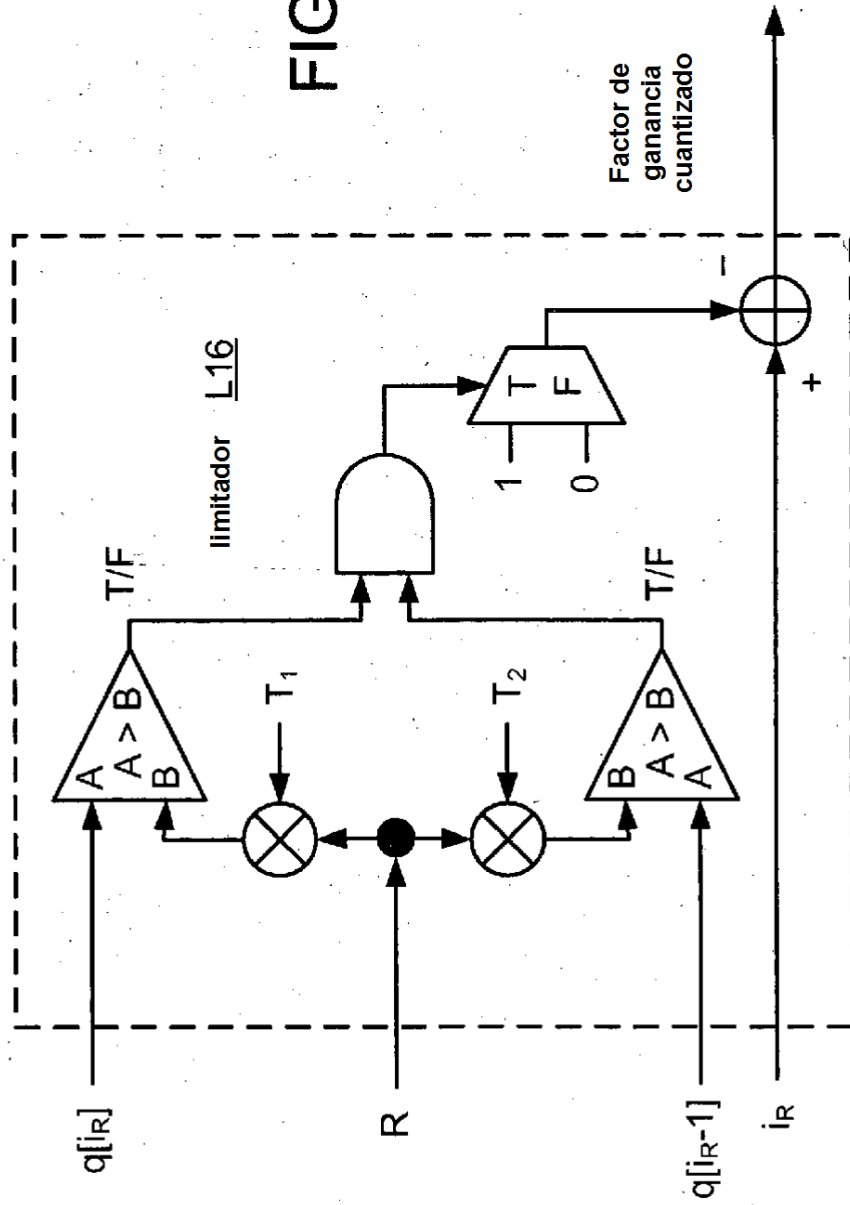 FIG
Factor de
ganancia
cuantizado
limitador L16
T/F
T/F
A
A > B
B
T₁
T₂
B
A > B
A
T
F
1
0
−
+
q[iR]
R
q[iR-1]
iR